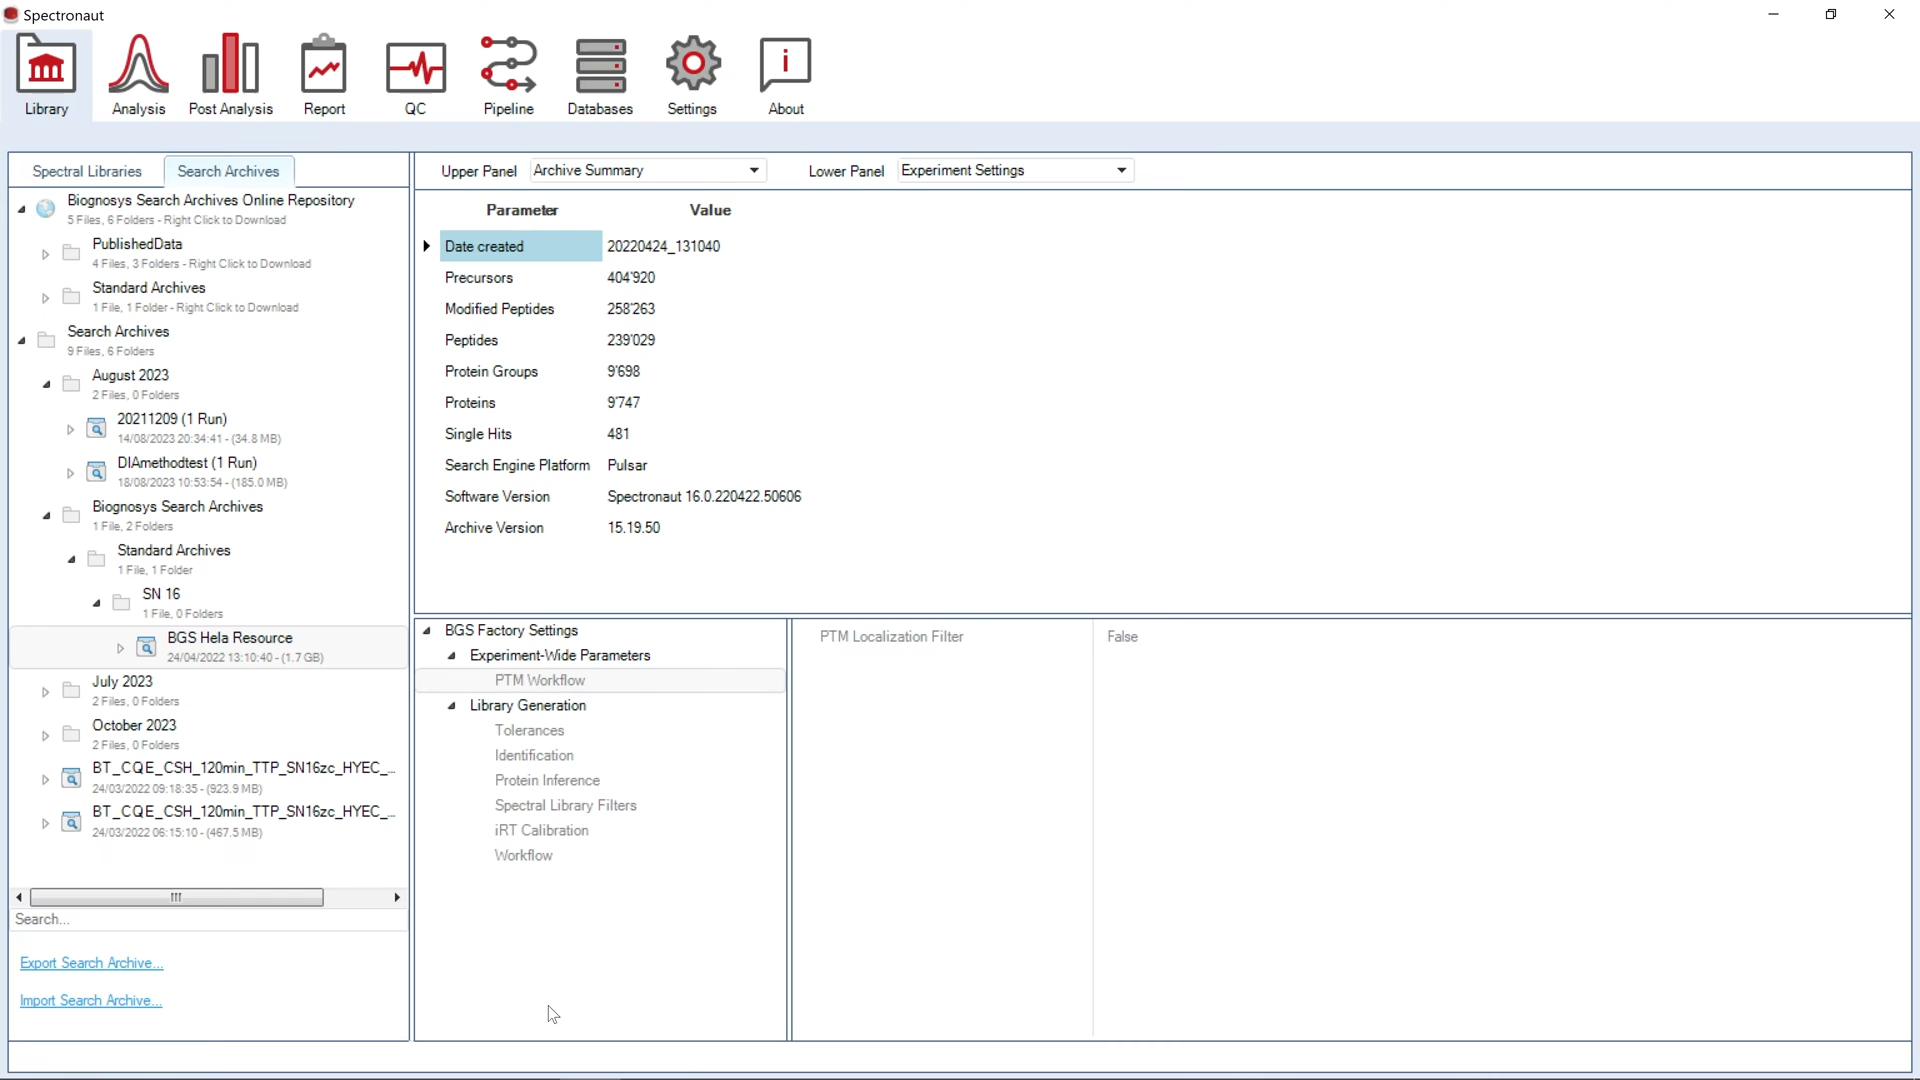 Spectronaut
Library
Analysis
Post Analysis
Report
QC
Pipeline
Databases
Settings
About
Spectral Libraries
Search Archives
Biognosys Search Archives Online Repository
5 Files, 6 Folders - Right Click to Download
PublishedData
4 Files, 3 Folders - Right Click to Download
Standard Archives
1 File, 1 Folder - Right Click to Download
Search Archives
9 Files, 6 Folders
August 2023
2 Files, 0 Folders
20211209 (1 Run)
14/08/2023 20:34:41 - (34.8 MB)
DIAmethodtest (1 Run)
18/08/2023 10:53:54 - (185.0 MB)
Biognosys Search Archives
1 File, 2 Folders
Standard Archives
1 File, 1 Folder
SN 16
1 File, 0 Folders
BGS Hela Resource
24/04/2022 13:10:40 - (1.7 GB)
July 2023
2 Files, 0 Folders
October 2023
2 Files, 0 Folders
BT_CQE_CSH_120min_TTP_SN16zc_HYEC_...
24/03/2022 09:18:35 - (923.9 MB)
BT_CQE_CSH_120min_TTP_SN16zc_HYEC_...
24/03/2022 06:15:10 - (467.5 MB)
Search...
Export Search Archive...
Import Search Archive...
Upper Panel Archive Summary
Lower Panel Experiment Settings
Parameter Value
Date created 20220424_131040
Precursors 404'920
Modified Peptides 258'263
Peptides 239'029
Protein Groups 9'698
Proteins 9'747
Single Hits 481
Search Engine Platform Pulsar
Software Version Spectronaut 16.0.220422.50606
Archive Version 15.19.50
BGS Factory Settings
Experiment-Wide Parameters
PTM Workflow
Library Generation
Tolerances
Identification
Protein Inference
Spectral Library Filters
iRT Calibration
Workflow
PTM Localization Filter False